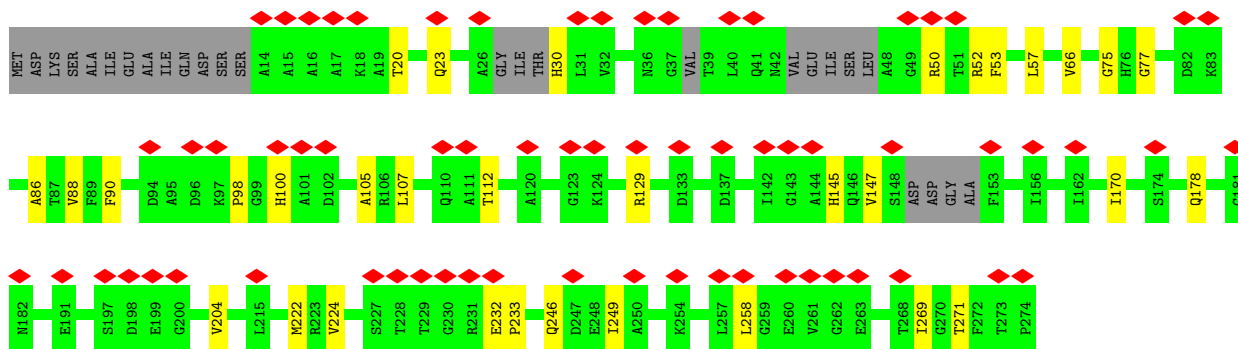 MET ASP LYS SER ALA ILE GLU ALA ILE GLN ASP SER SER A14 A15 A16 A17 K18 A19 T20 Q23 A26 GLY ILE THR H30 L31 V32 N36 G37 VAL T39 L40 Q41 N42 VAL GLU ILE SER LEU A48 G49 R50 T51 R52 F53 L57 V66 G75 H76 G77 D82 K83
A86 T87 V88 F89 F90 D94 A95 D96 K97 P98 G99 H100 A101 D102 A105 R106 L107 Q110 A111 T112 A120 G123 K124 R129 D133 D137 I142 G143 A144 H145 Q146 V147 S148 ASP ASP GLY ALA F153 I156 I162 I170 S174 Q178 G181
N182 E191 S197 D198 E199 G200 V204 L215 M222 R223 V224 S227 T228 T229 G230 R231 E232 P233 Q246 D247 E248 I249 A250 K254 L257 L258 G259 E260 V261 G262 E263 T268 I269 G270 T271 F272 T273 P274